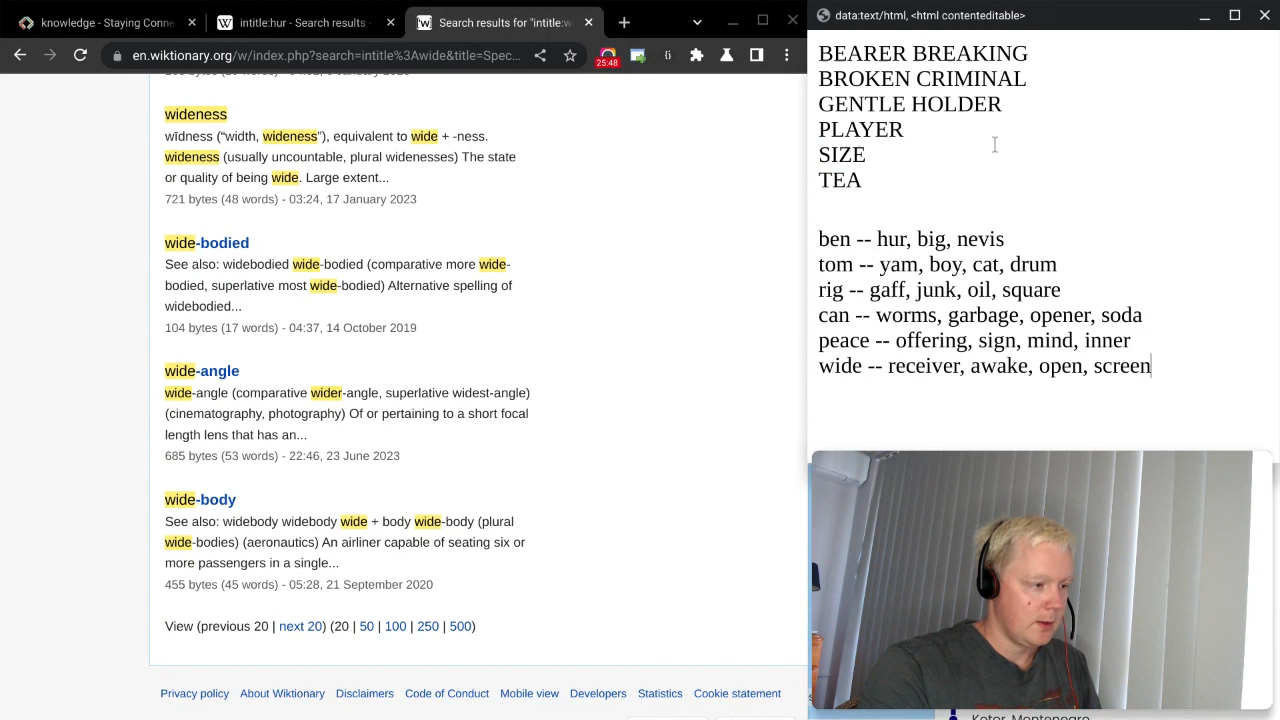 knowledge - Staying Conne
intitle:hur - Search results -
Search results for "intitle:w
en.wiktionary.org/w/index.php?search=intitle%3Awide&title=Spec...
25:48
wideness
wīdness (“width, wideness”), equivalent to wide + -ness.
wideness (usually uncountable, plural widenesses) The state
or quality of being wide. Large extent...
721 bytes (48 words) - 03:24, 17 January 2023
wide-bodied
See also: widebodied wide-bodied (comparative more wide-
bodied, superlative most wide-bodied) Alternative spelling of
widebodied...
104 bytes (17 words) - 04:37, 14 October 2019
wide-angle
wide-angle (comparative wider-angle, superlative widest-angle)
(cinematography, photography) Of or pertaining to a short focal
length lens that has an...
685 bytes (53 words) - 22:46, 23 June 2023
wide-body
See also: widebody widebody wide + body wide-body (plural
wide-bodies) (aeronautics) An airliner capable of seating six or
more passengers in a single...
455 bytes (45 words) - 05:28, 21 September 2020
View (previous 20 | next 20) (20 | 50 | 100 | 250 | 500)
Privacy policy About Wiktionary Disclaimers Code of Conduct Mobile view Developers Statistics Cookie statement
data:text/html, <html contenteditable>
BEARER BREAKING
BROKEN CRIMINAL
GENTLE HOLDER
PLAYER
SIZE
TEA
ben -- hur, big, nevis
tom -- yam, boy, cat, drum
rig -- gaff, junk, oil, square
can -- worms, garbage, opener, soda
peace -- offering, sign, mind, inner
wide -- receiver, awake, open, screen
Kotor, Montenegro